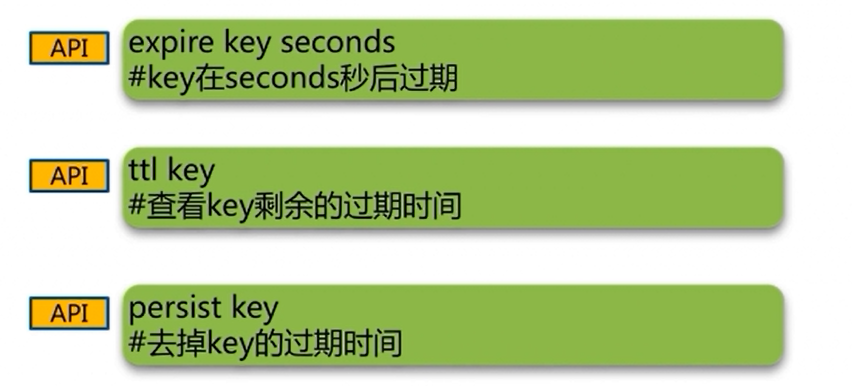 API
expire key seconds
#key在seconds秒后过期
API
ttl key
#查看key剩余的过期时间
API
persist key
#去掉key的过期时间